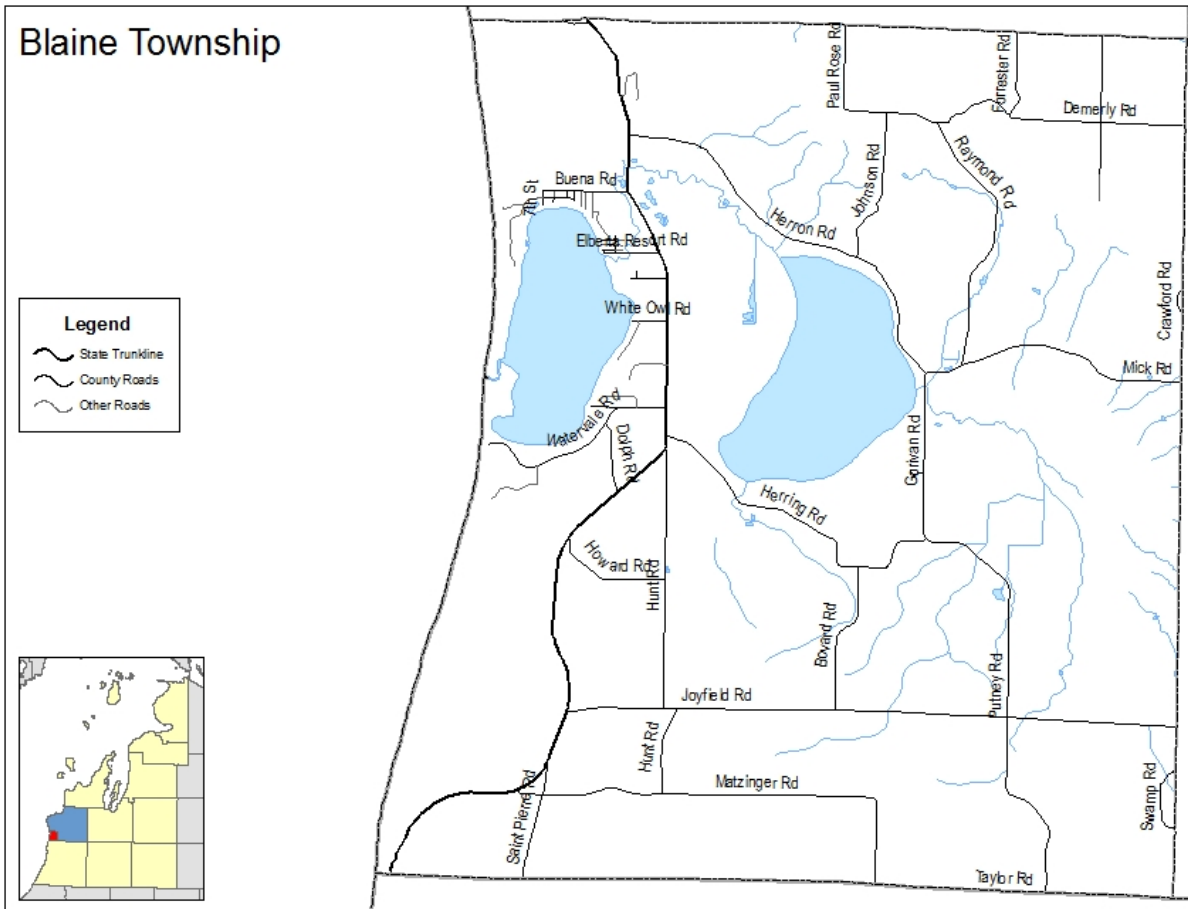 Blaine Township
Paul Rose Rd
Forrester Rd
Demerly Rd
Johnson Rd
Raymond Rd
7th St
Buena Rd
Herron Rd
Elberta Resort Rd
Crawford Rd
White Owl Rd
Mick Rd
Legend
State Trunkline
County Roads
Other Roads
Watervale Rd
Dolph Rd
Gorivan Rd
Herring Rd
Howard Rd
Hunt Rd
Bovard Rd
Putney Rd
Joyfield Rd
Hunt Rd
Matzinger Rd
Saint Pierre Rd
Swamp Rd
Taylor Rd